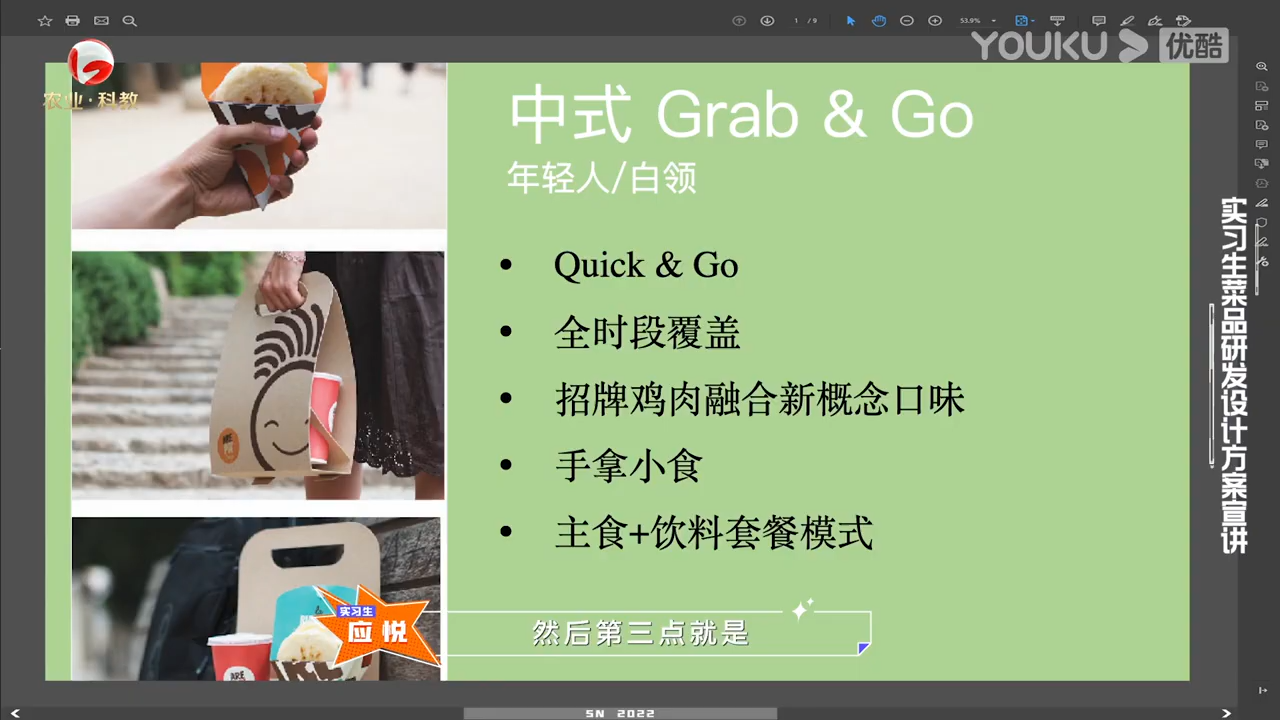 1 / 9
53.9%
YOUKU 优酷
农业·科教
中式 Grab & Go
年轻人/白领
• Quick & Go
• 全时段覆盖
• 招牌鸡肉融合新概念口味
• 手拿小食
• 主食+饮料套餐模式
实习生菜品研发设计方案宣讲
实习生
应悦
然后第三点就是
SN 2022